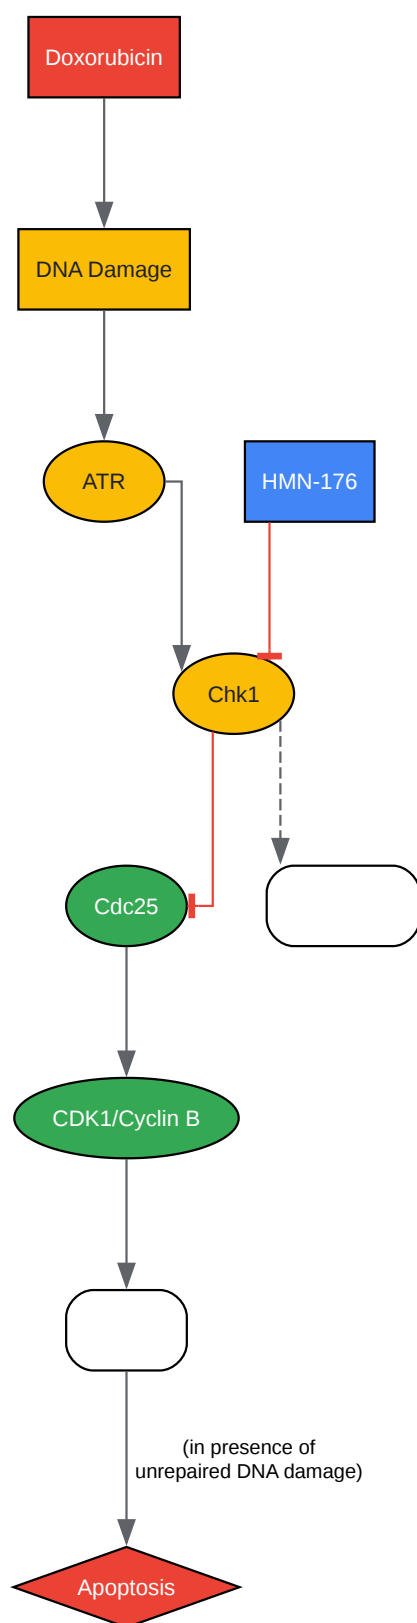 Doxorubicin
DNA Damage
ATR
HMN-176
Chk1
Cdc25
CDK1/Cyclin B
(in presence of
unrepaired DNA damage)
Apoptosis